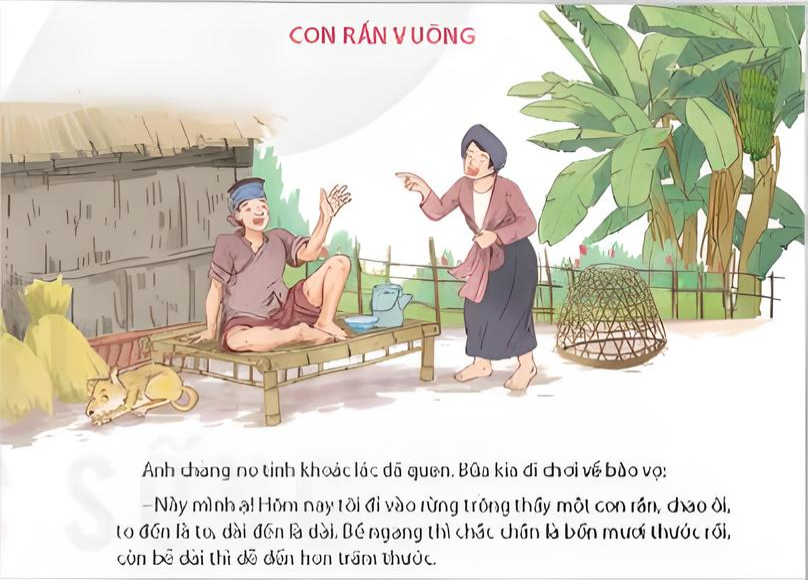 CON RẮN VUÔNG
Anh chàng nọ tính khoác lác đã quen. Bữa kia đi chơi về bảo vợ:
–Này mình ạ! Hôm nay tôi đi vào rừng trông thấy một con rắn, chao ôi,
to đến là to, dài đến là dài. Bề ngang thì chắc chắn là bốn mươi thước rồi,
còn bề dài thì dễ đến hơn trăm thước.